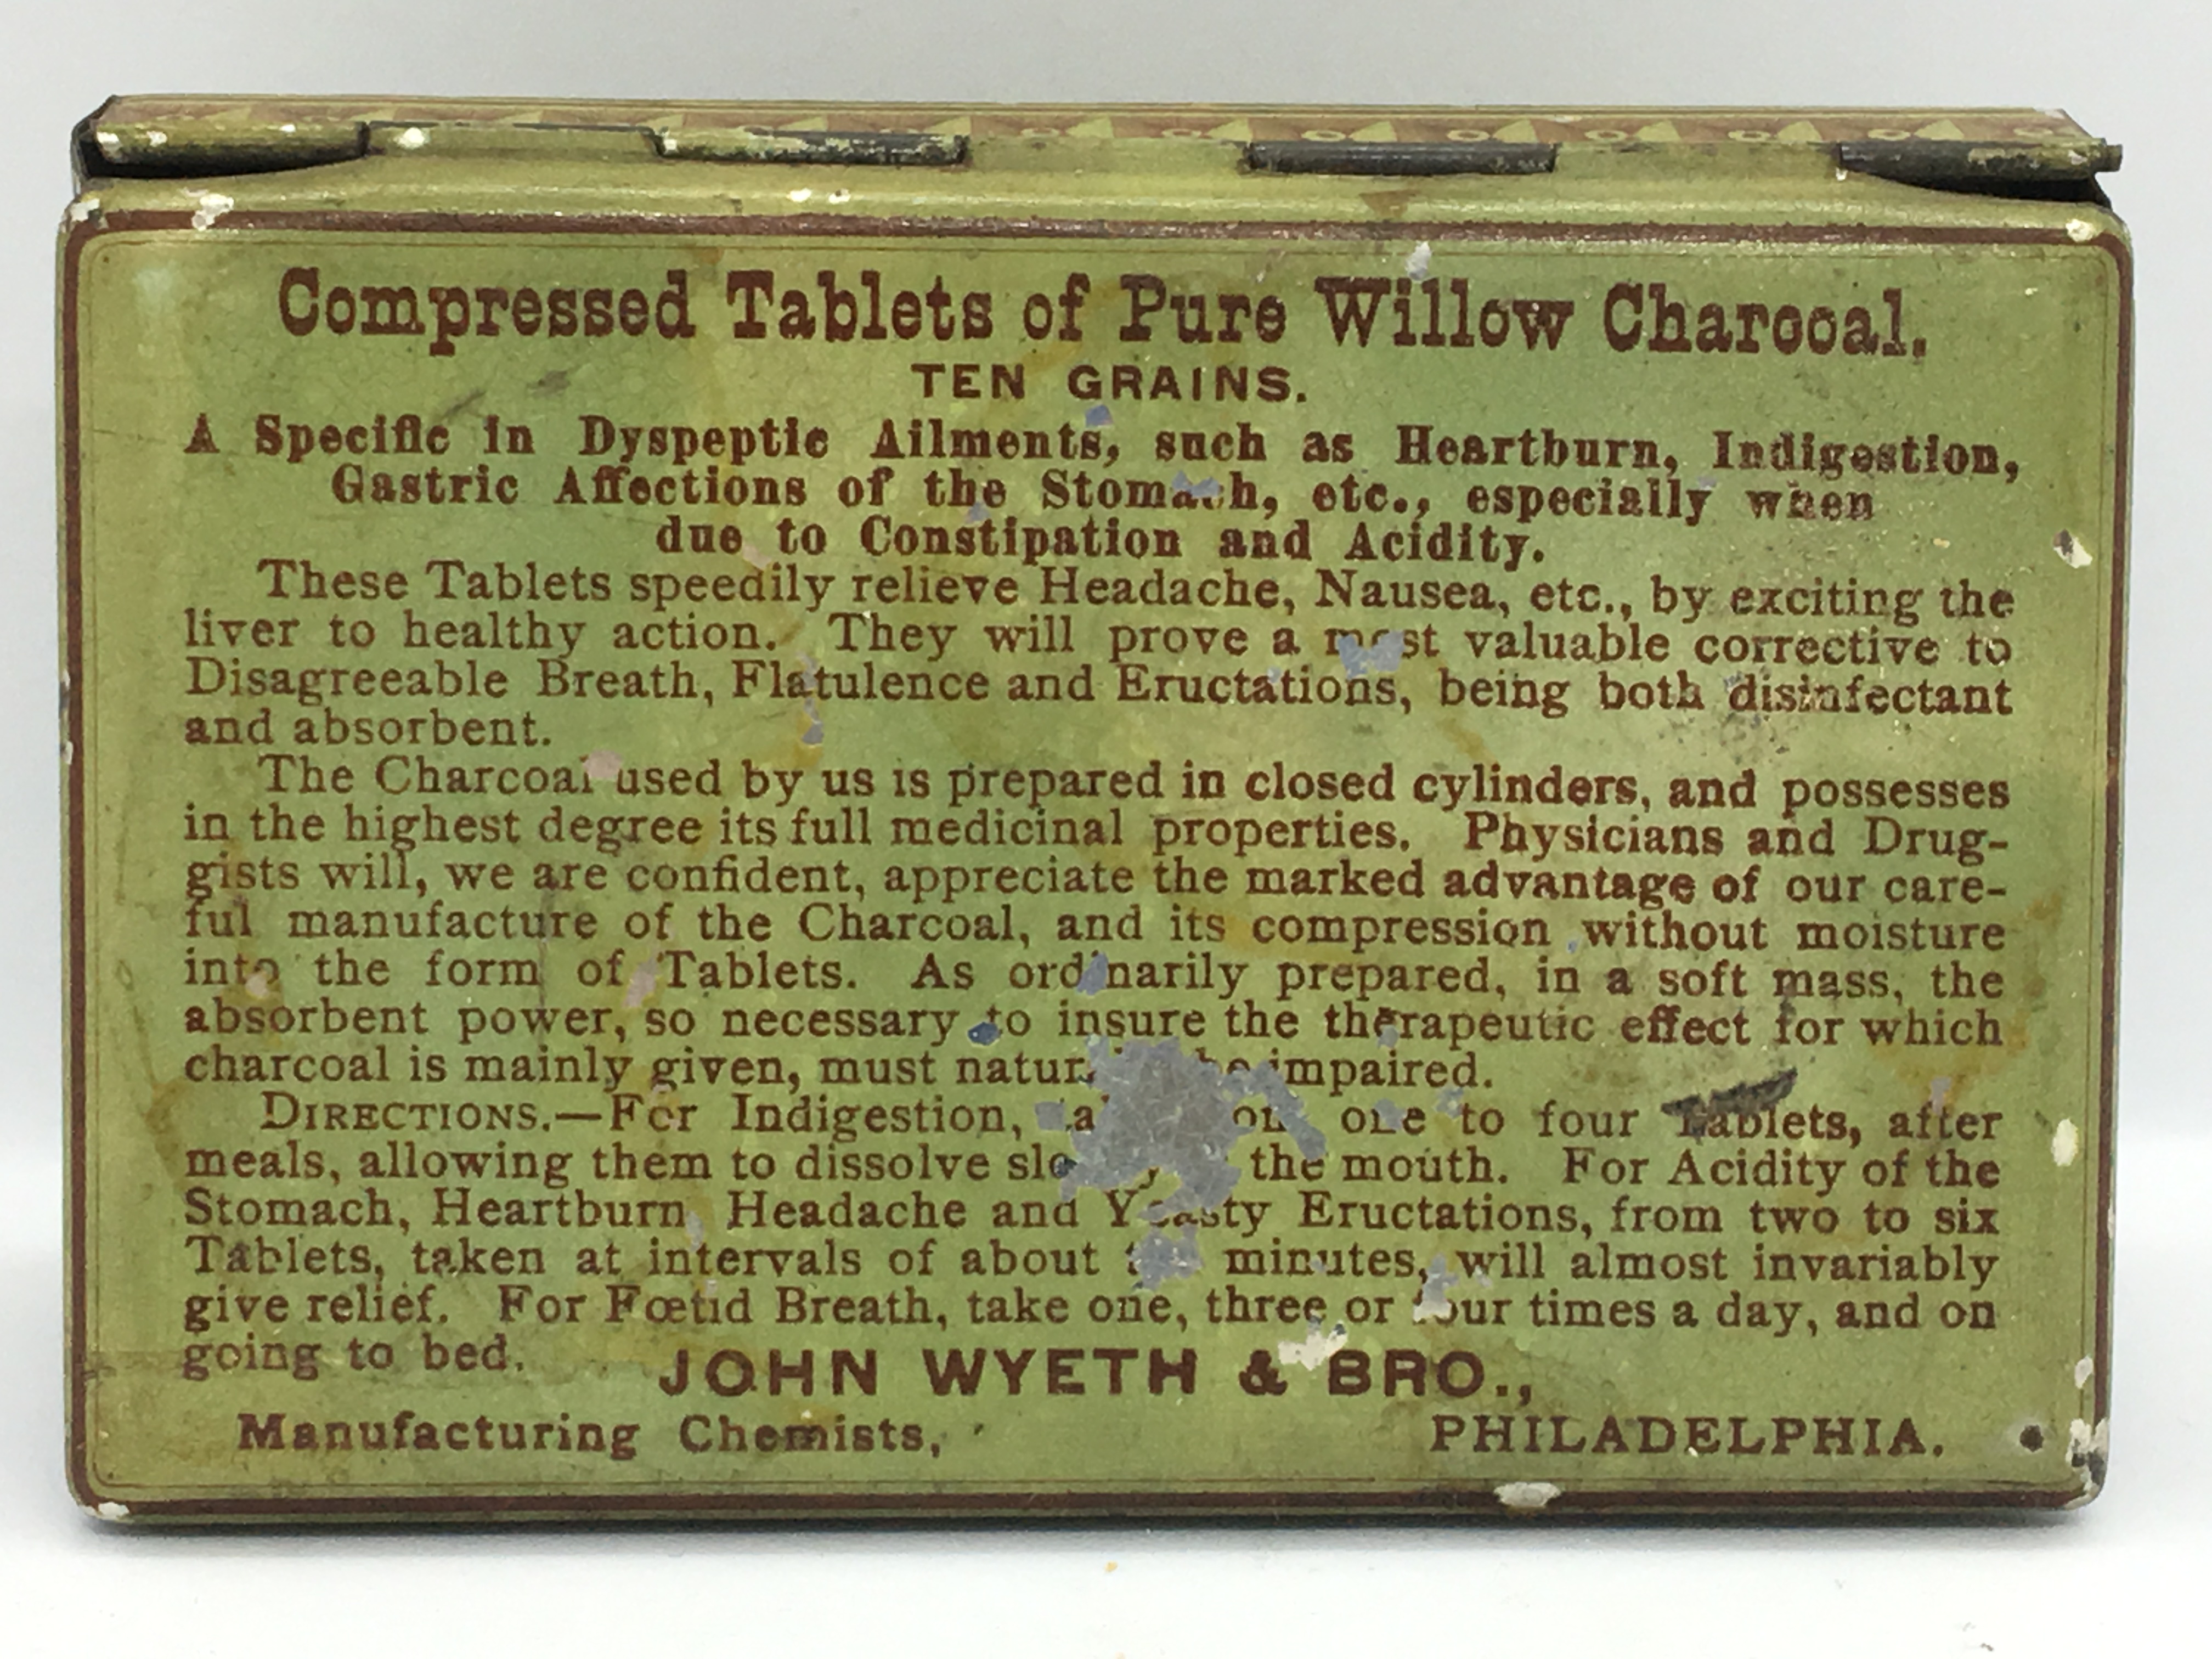 Compressed Tablets of Pure Willow Charcoal.
TEN GRAINS.
A Specific in Dyspeptic Ailments, such as Heartburn, Indigestion,
Gastric Affections of the Stomach, etc., especially when
due to Constipation and Acidity.
These Tablets speedily relieve Headache, Nausea, etc., by exciting the
liver to healthy action. They will prove a most valuable corrective to
Disagreeable Breath, Flatulence and Eructations, being both disinfectant
and absorbent.
The Charcoal used by us is prepared in closed cylinders, and possesses
in the highest degree its full medicinal properties. Physicians and Drug-
gists will, we are confident, appreciate the marked advantage of our care-
ful manufacture of the Charcoal, and its compression without moisture
into the form of Tablets. As ordinarily prepared, in a soft mass, the
absorbent power, so necessary to insure the therapeutic effect for which
charcoal is mainly given, must be impaired.
DIRECTIONS.—For Indigestion, one to four Tablets, after
meals, allowing them to dissolve the mouth. For Acidity of the
Stomach, Heartburn Headache and Yeasty Eructations, from two to six
Tablets, taken at intervals of about minutes, will almost invariably
give relief. For Fœtid Breath, take one, three or four times a day, and on
going to bed.
JOHN WYETH & BRO.,
Manufacturing Chemists, PHILADELPHIA.